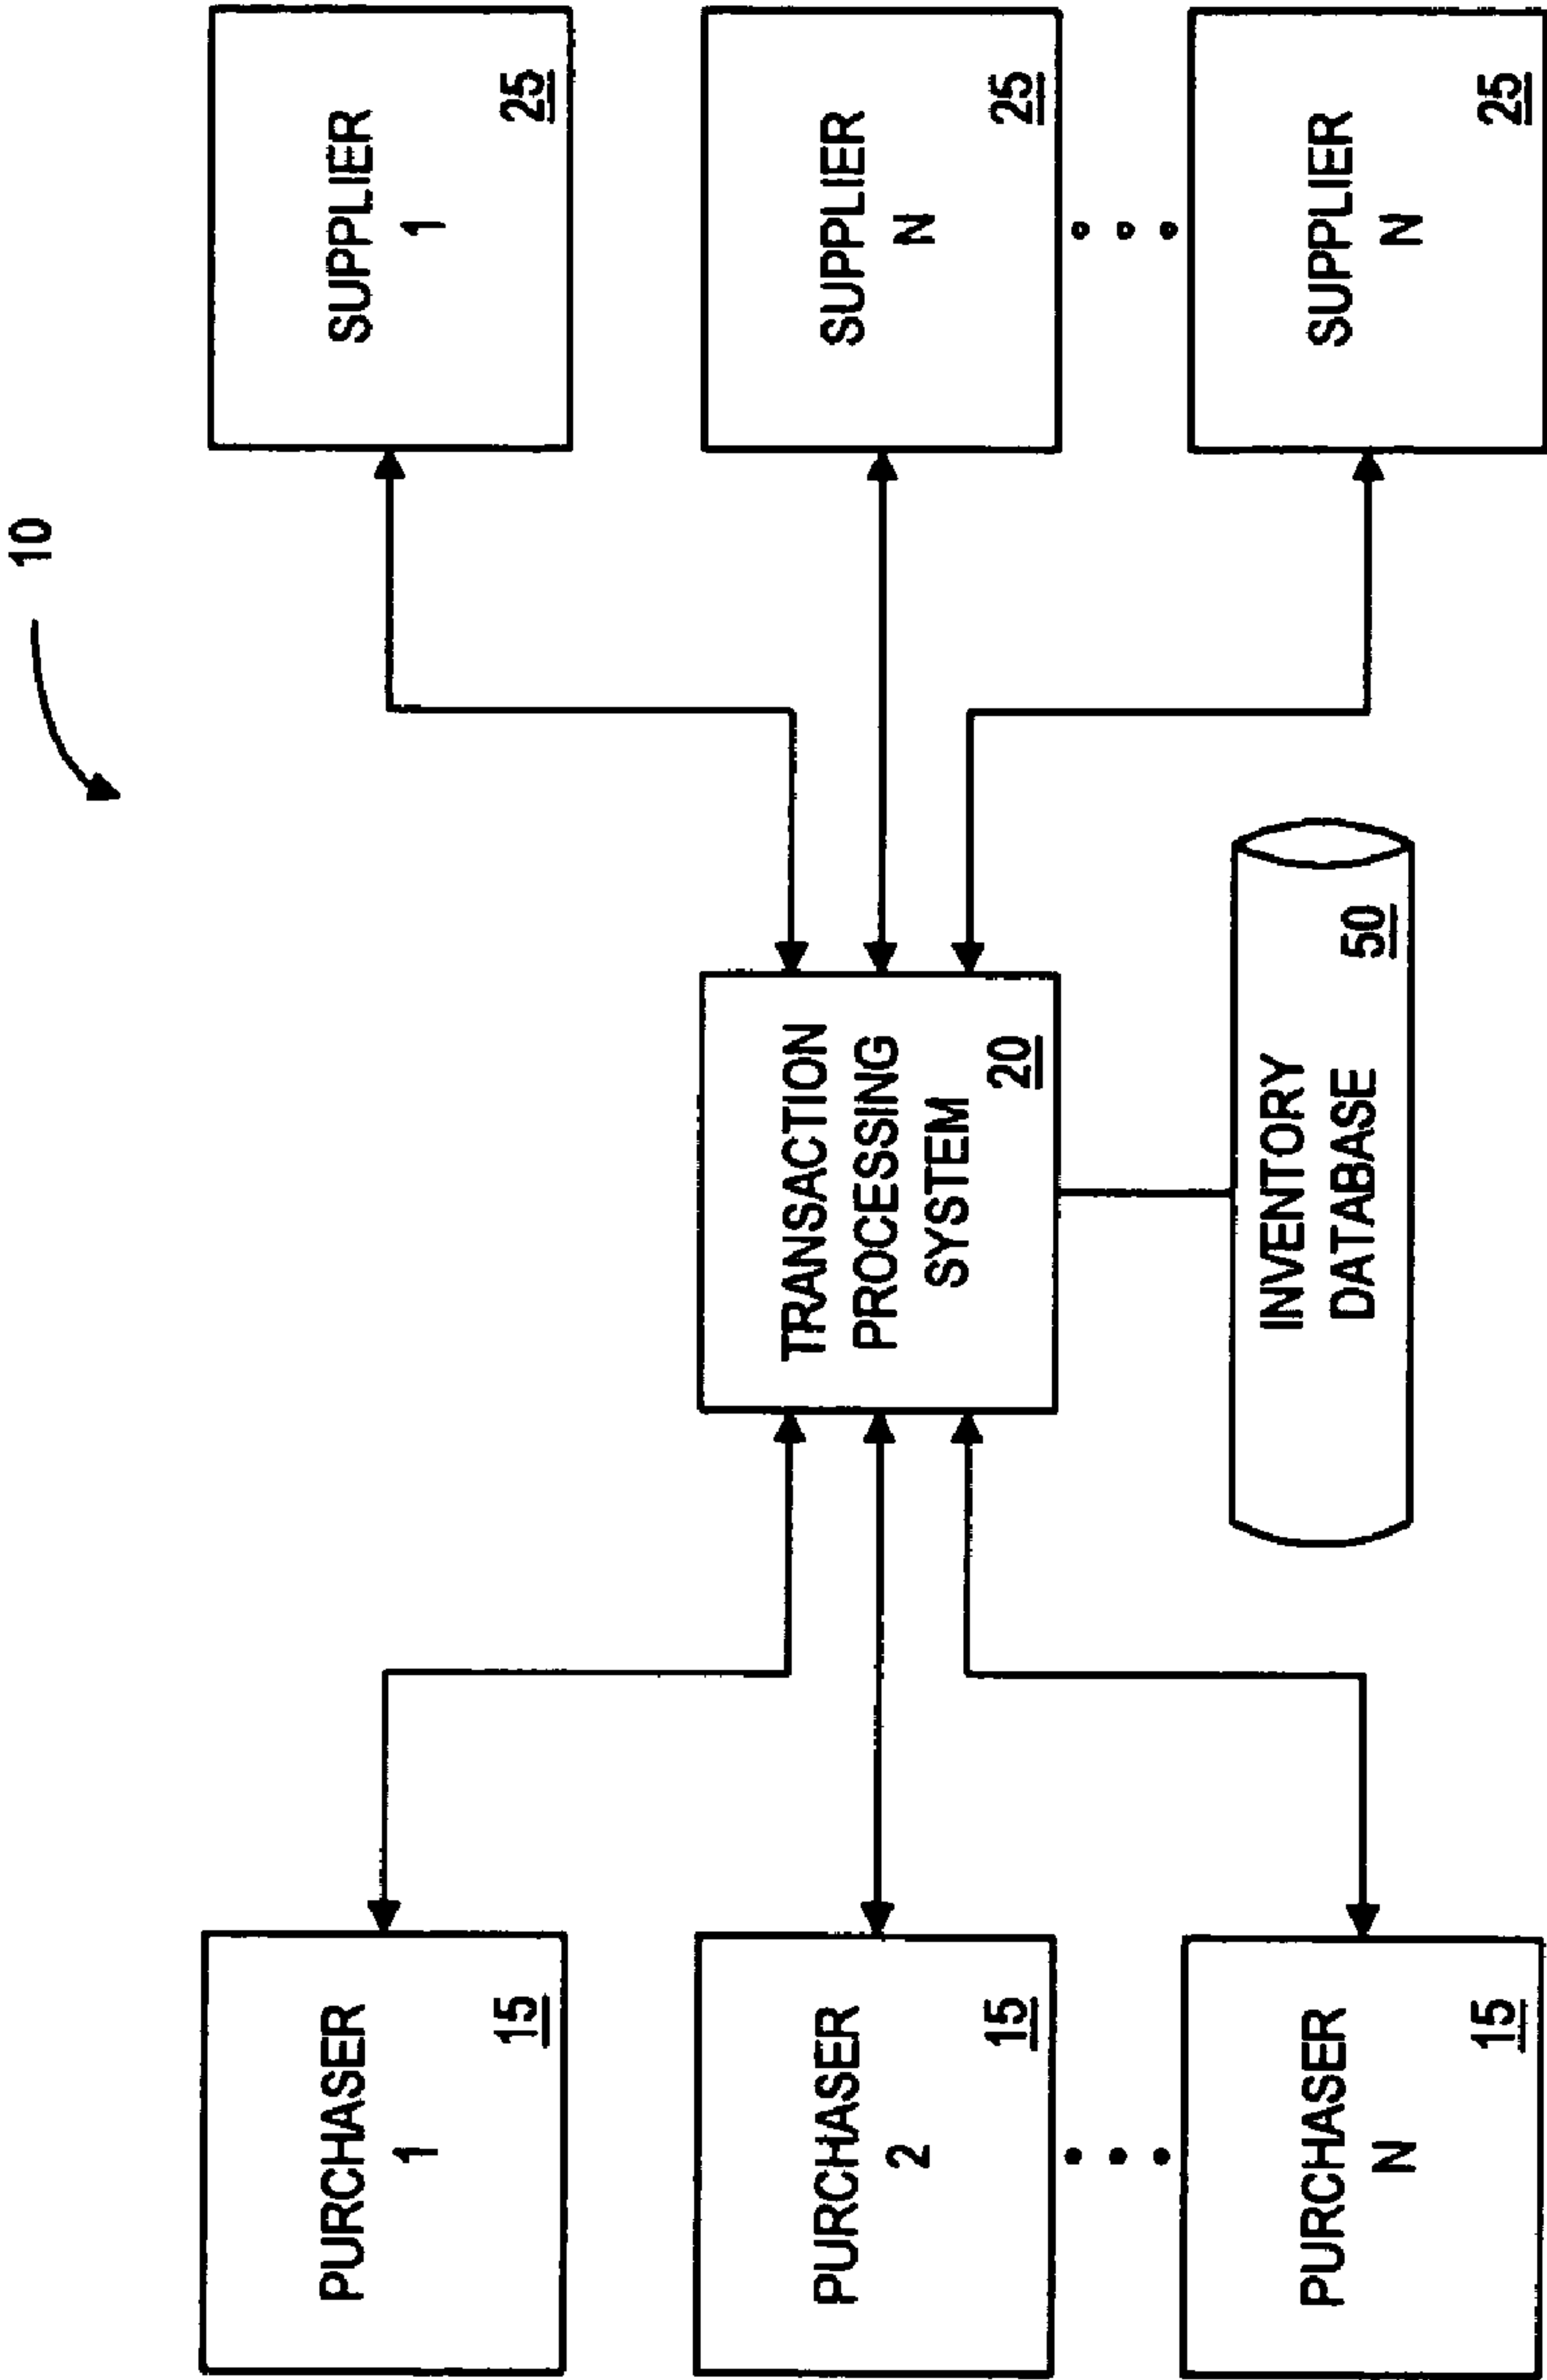 10
PURCHASER
1
15
PURCHASER
2
15
PURCHASER
N
15
TRANSACTION
PROCESSING
SYSTEM
20
INVENTORY
DATABASE
50
SUPPLIER
1
25
SUPPLIER
N
25
SUPPLIER
N
25